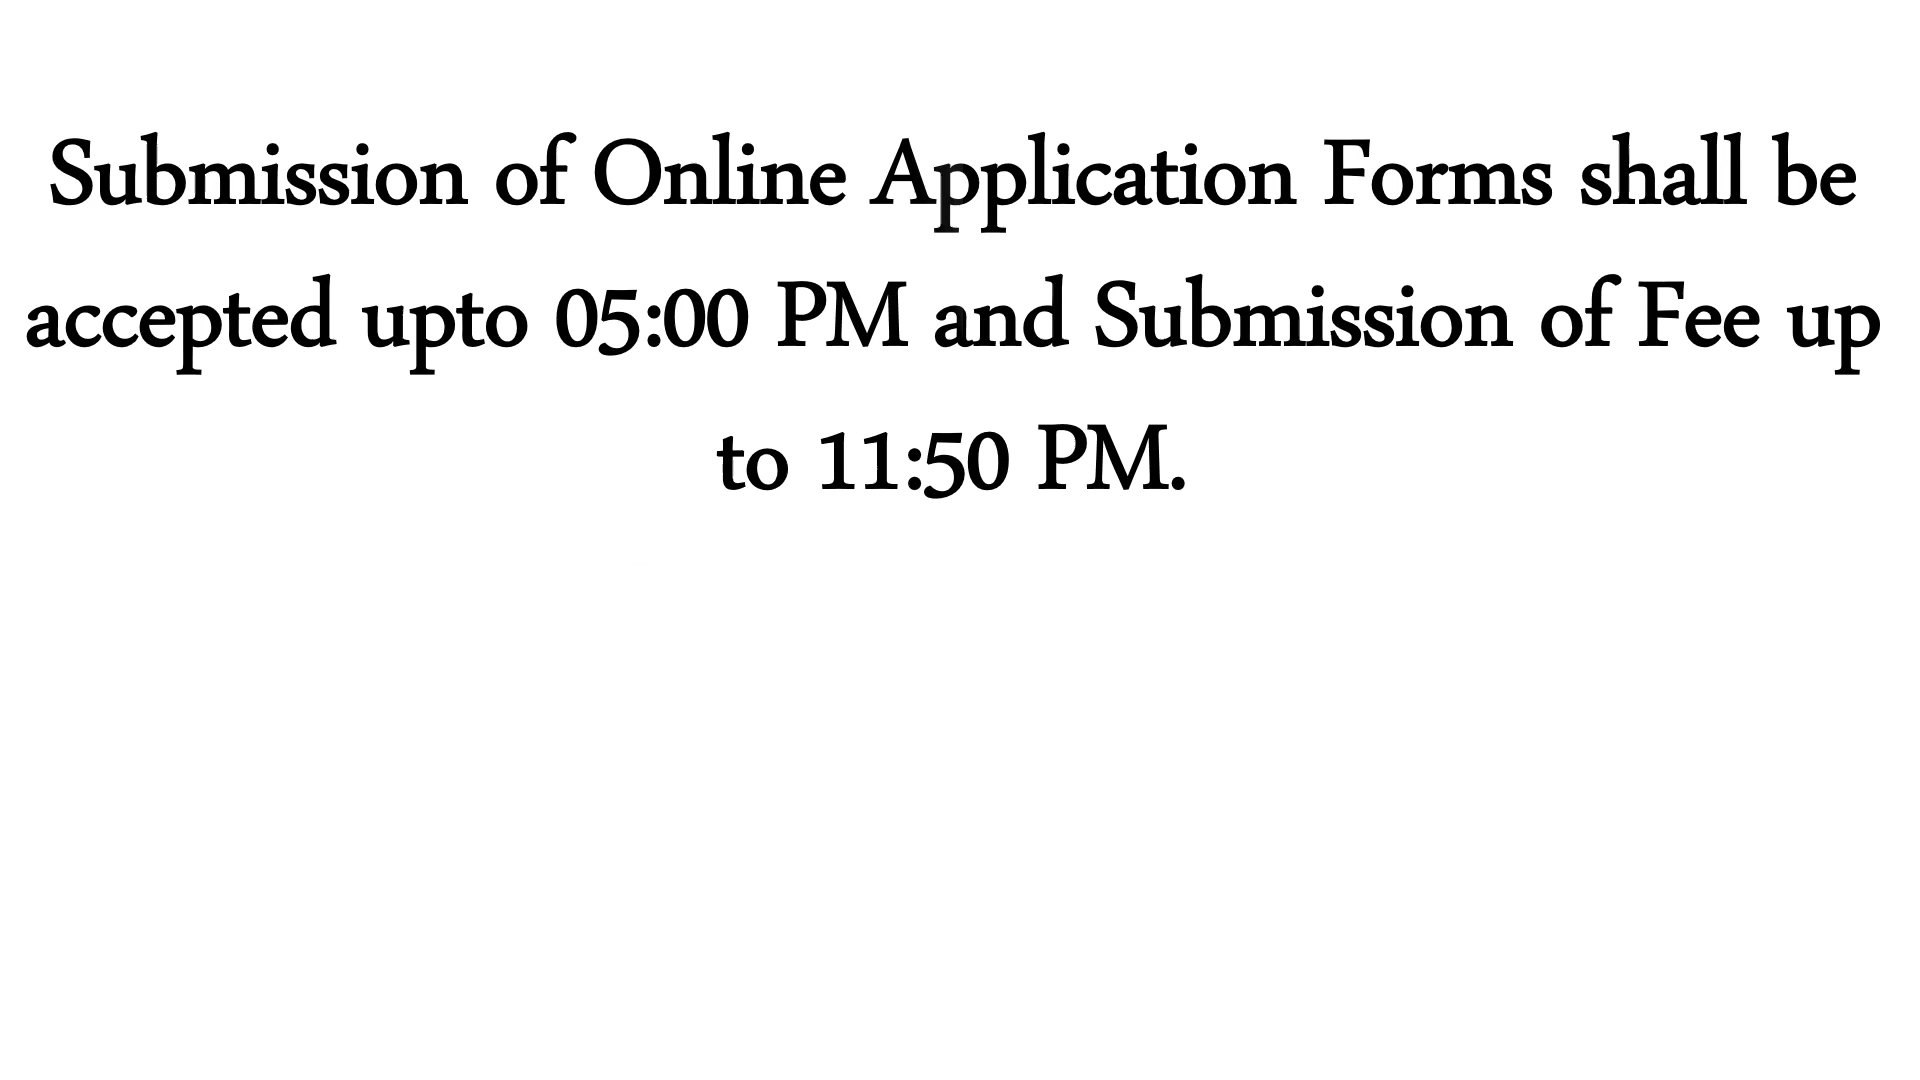 Submission of Online Application Forms shall be
accepted upto 05:00 PM and Submission of Fee up
to 11:50 PM.